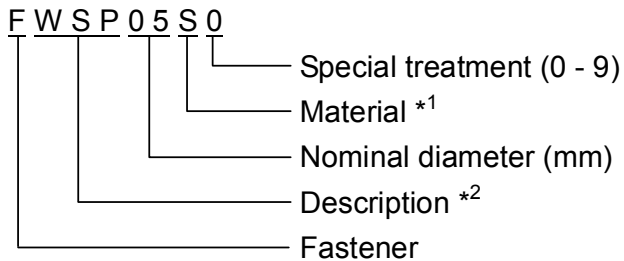 F W S P 0 5 S 0
Special treatment (0 - 9)
Material *1
Nominal diameter (mm)
Description *2
Fastener